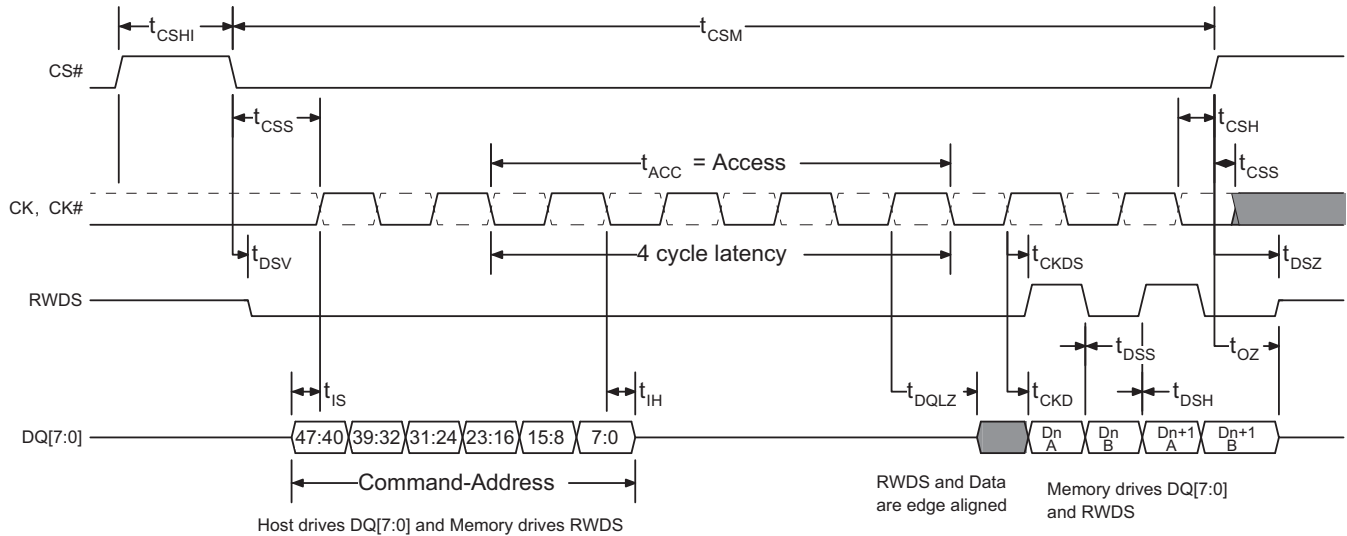 tCSHI
tCSM
CS#
tCSS
tCSH
tACC = Access
tCSS
CK, CK#
4 cycle latency
tDSV
tCKDS
tDSZ
RWDS
tDSS
tOZ
tIS
tIH
tDQLZ
tCKD
tDSH
DQ[7:0]
47:40 39:32 31:24 23:16 15:8 7:0
Dn A
Dn B
Dn+1 A
Dn+1 B
Command-Address
RWDS and Data
are edge aligned
Memory drives DQ[7:0]
and RWDS
Host drives DQ[7:0] and Memory drives RWDS